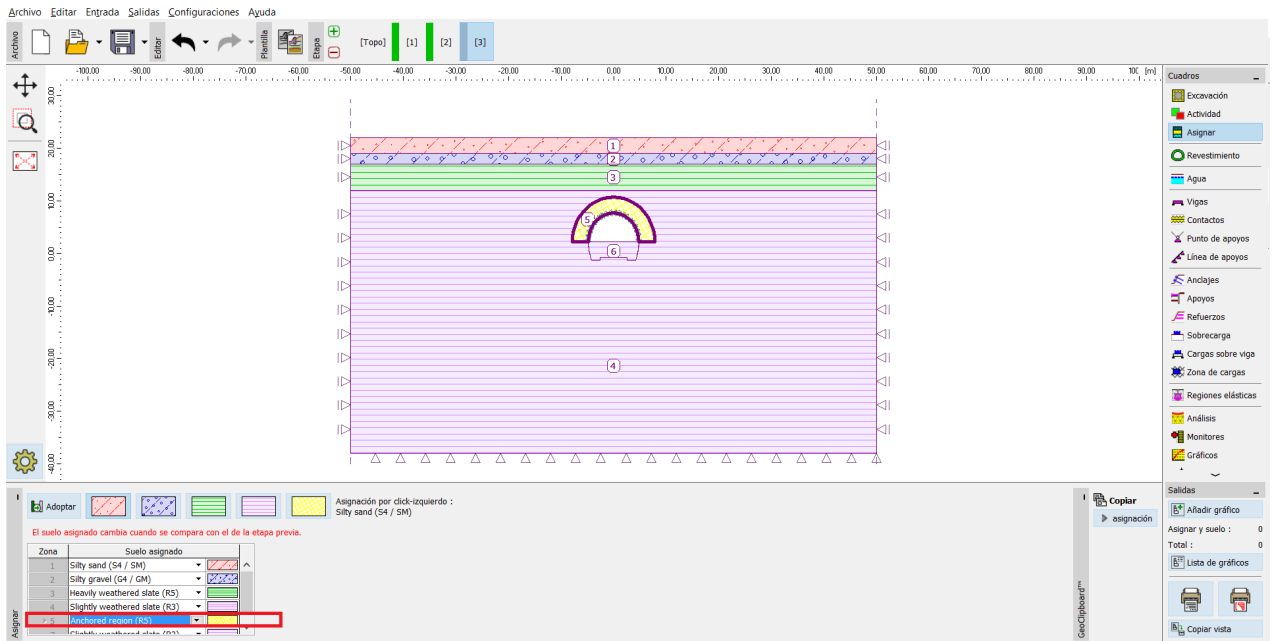 Archivo Editar Entrada Salidas Configuraciones Ayuda
Archivo
Editar
Plantilla
Etapa
[Topo] [1] [2] [3]
-100,00 -90,00 -80,00 -70,00 -60,00 -50,00 -40,00 -30,00 -20,00 -10,00 0,00 10,00 20,00 30,00 40,00 50,00 60,00 70,00 80,00 90,00 [m]
30,00
20,00
10,00
0,00
-10,00
-20,00
-30,00
-40,00
1
2
3
5
6
4
Cuadros
Excavación
Actividad
Asignar
Revestimiento
Agua
Vigas
Contactos
Punto de apoyos
Línea de apoyos
Anclajes
Apoyos
Refuerzos
Sobrecarga
Cargas sobre viga
Zona de cargas
Regiones elásticas
Análisis
Monitores
Gráficos
Adoptar
Asignación por click-izquierdo :
Silty sand (S4 / SM)
El suelo asignado cambia cuando se compara con el de la etapa previa.
Zona Suelo asignado
1 Silty sand (S4 / SM)
2 Silty gravel (G4 / GM)
3 Heavily weathered slate (R5)
4 Slightly weathered slate (R3)
5 Anchored region (R5)
Asignar
GeoClipboard™
Copiar
asignación
Salidas
Añadir gráfico
Asignar y suelo : 0
Total : 0
Lista de gráficos
Copiar vista